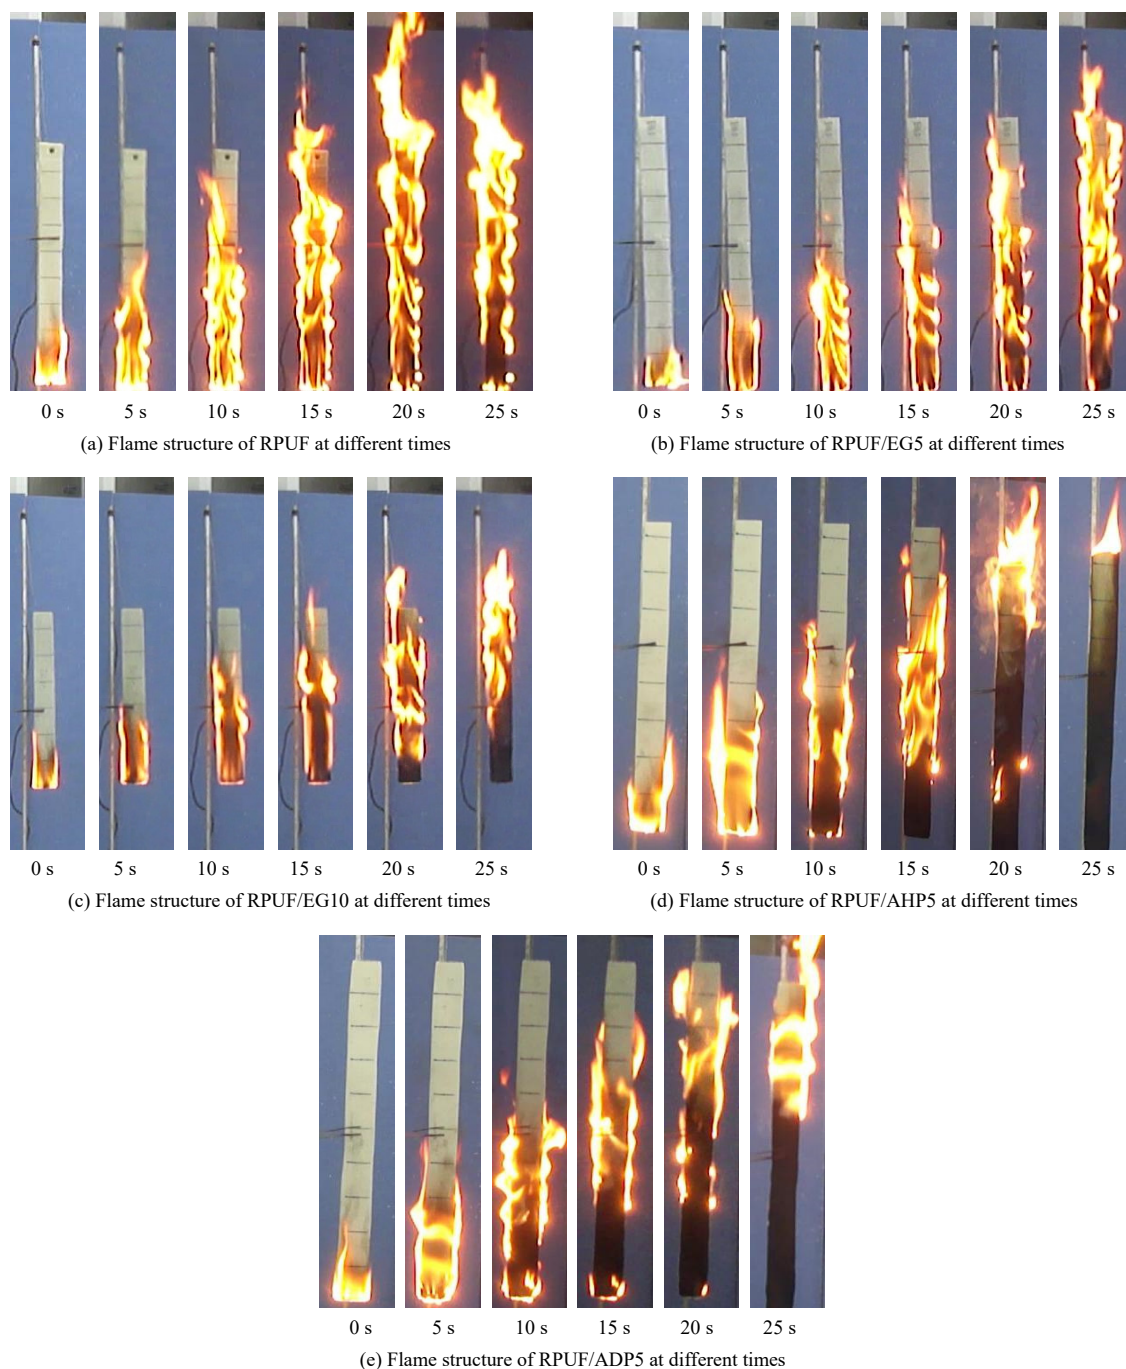 0 s 5 s 10 s 15 s 20 s 25 s
(a) Flame structure of RPUF at different times
0 s 5 s 10 s 15 s 20 s 25 s
(b) Flame structure of RPUF/EG5 at different times
0 s 5 s 10 s 15 s 20 s 25 s
(c) Flame structure of RPUF/EG10 at different times
0 s 5 s 10 s 15 s 20 s 25 s
(d) Flame structure of RPUF/AHP5 at different times
0 s 5 s 10 s 15 s 20 s 25 s
(e) Flame structure of RPUF/ADP5 at different times